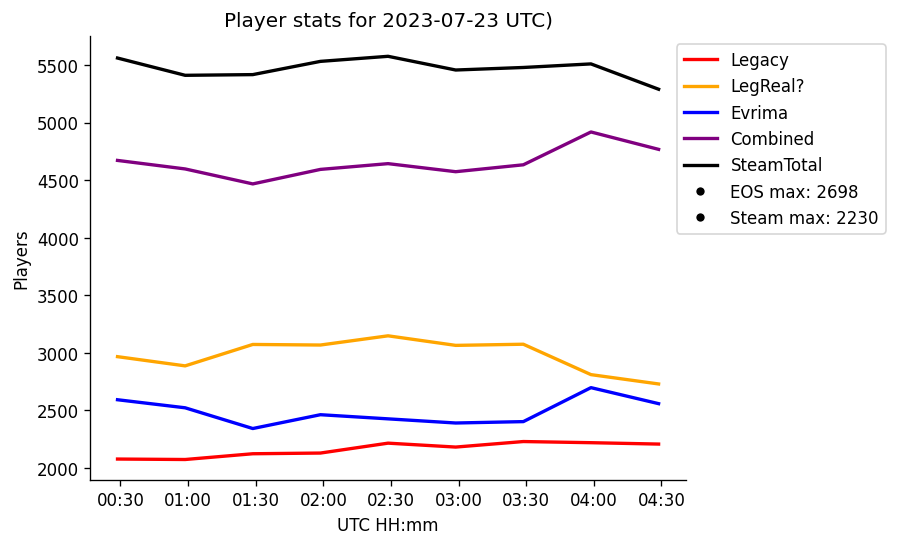 Player stats for 2023-07-23 UTC)
Legacy
LegReal?
Evrima
Combined
SteamTotal
EOS max: 2698
Steam max: 2230
Players
5500
5000
4500
4000
3500
3000
2500
2000
00:30 01:00 01:30 02:00 02:30 03:00 03:30 04:00 04:30
UTC HH:mm